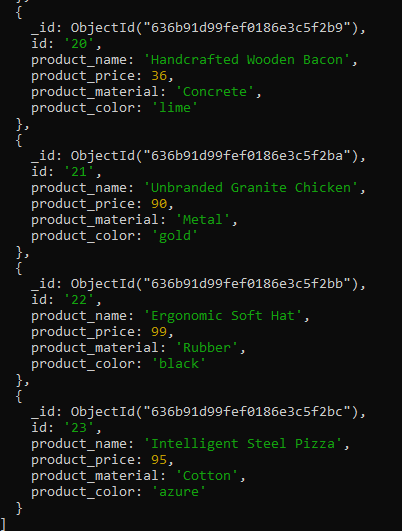 },
{
_id: ObjectId("636b91d99fef0186e3c5f2b9"),
id: '20',
product_name: 'Handcrafted Wooden Bacon',
product_price: 36,
product_material: 'Concrete',
product_color: 'lime'
},
{
_id: ObjectId("636b91d99fef0186e3c5f2ba"),
id: '21',
product_name: 'Unbranded Granite Chicken',
product_price: 90,
product_material: 'Metal',
product_color: 'gold'
},
{
_id: ObjectId("636b91d99fef0186e3c5f2bb"),
id: '22',
product_name: 'Ergonomic Soft Hat',
product_price: 99,
product_material: 'Rubber',
product_color: 'black'
},
{
_id: ObjectId("636b91d99fef0186e3c5f2bc"),
id: '23',
product_name: 'Intelligent Steel Pizza',
product_price: 95,
product_material: 'Cotton',
product_color: 'azure'
}
]